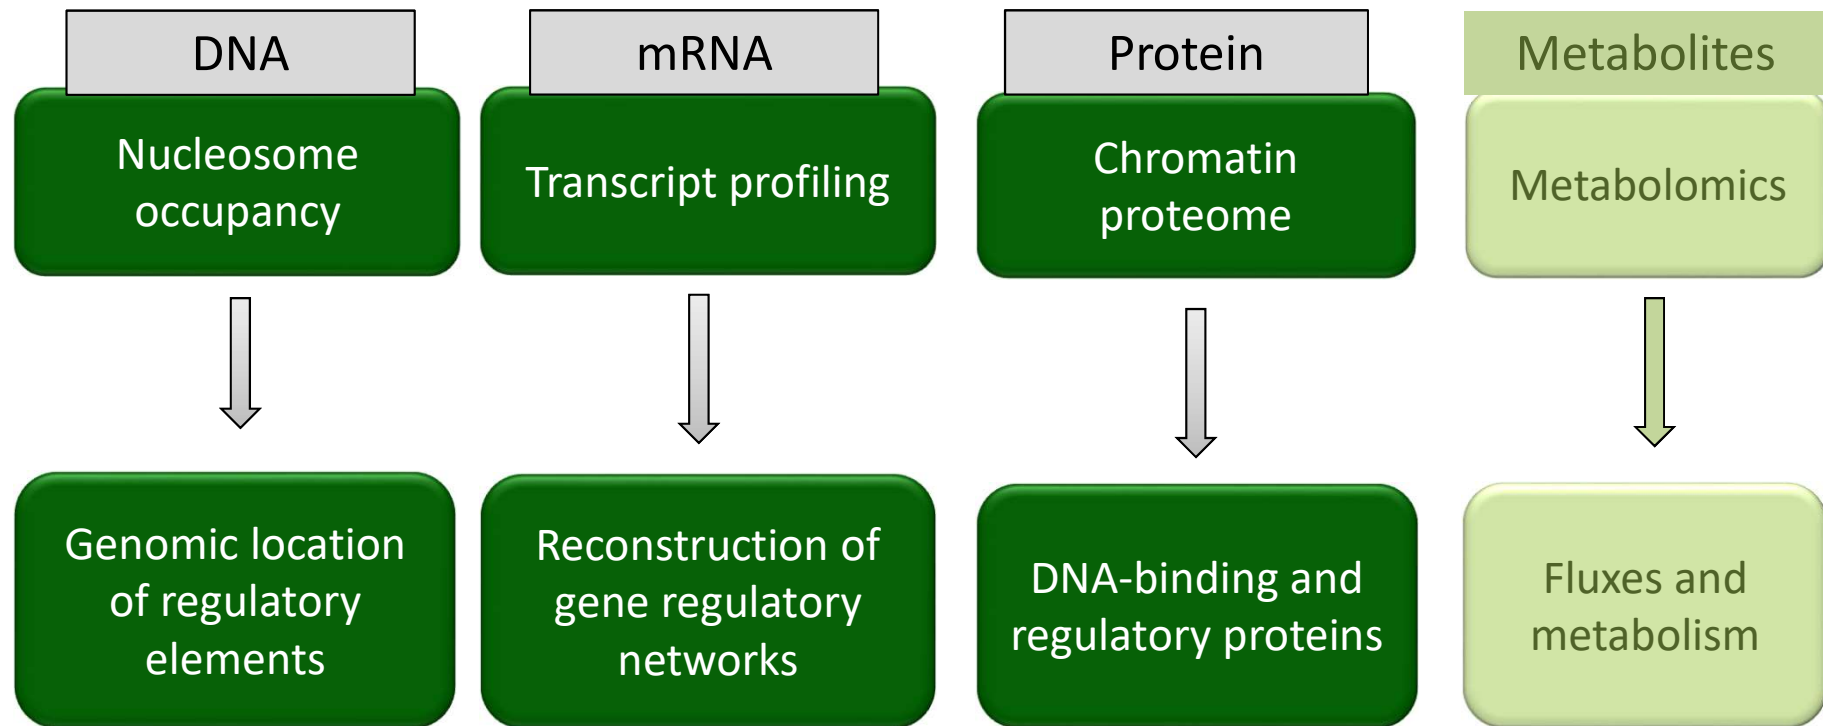 DNA
mRNA
Protein
Metabolites
Nucleosome
occupancy
Transcript profiling
Chromatin
proteome
Metabolomics
Genomic location
of regulatory
elements
Reconstruction of
gene regulatory
networks
DNA-binding and
regulatory proteins
Fluxes and
metabolism